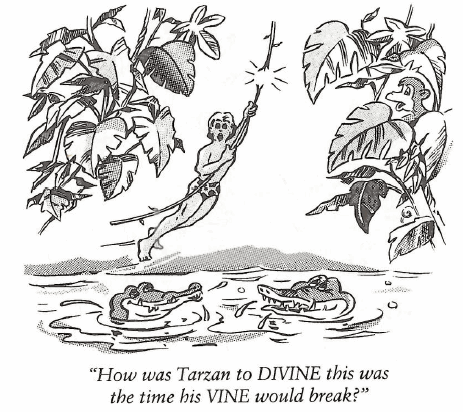 “How was Tarzan to DIVINE this was
the time his VINE would break?”